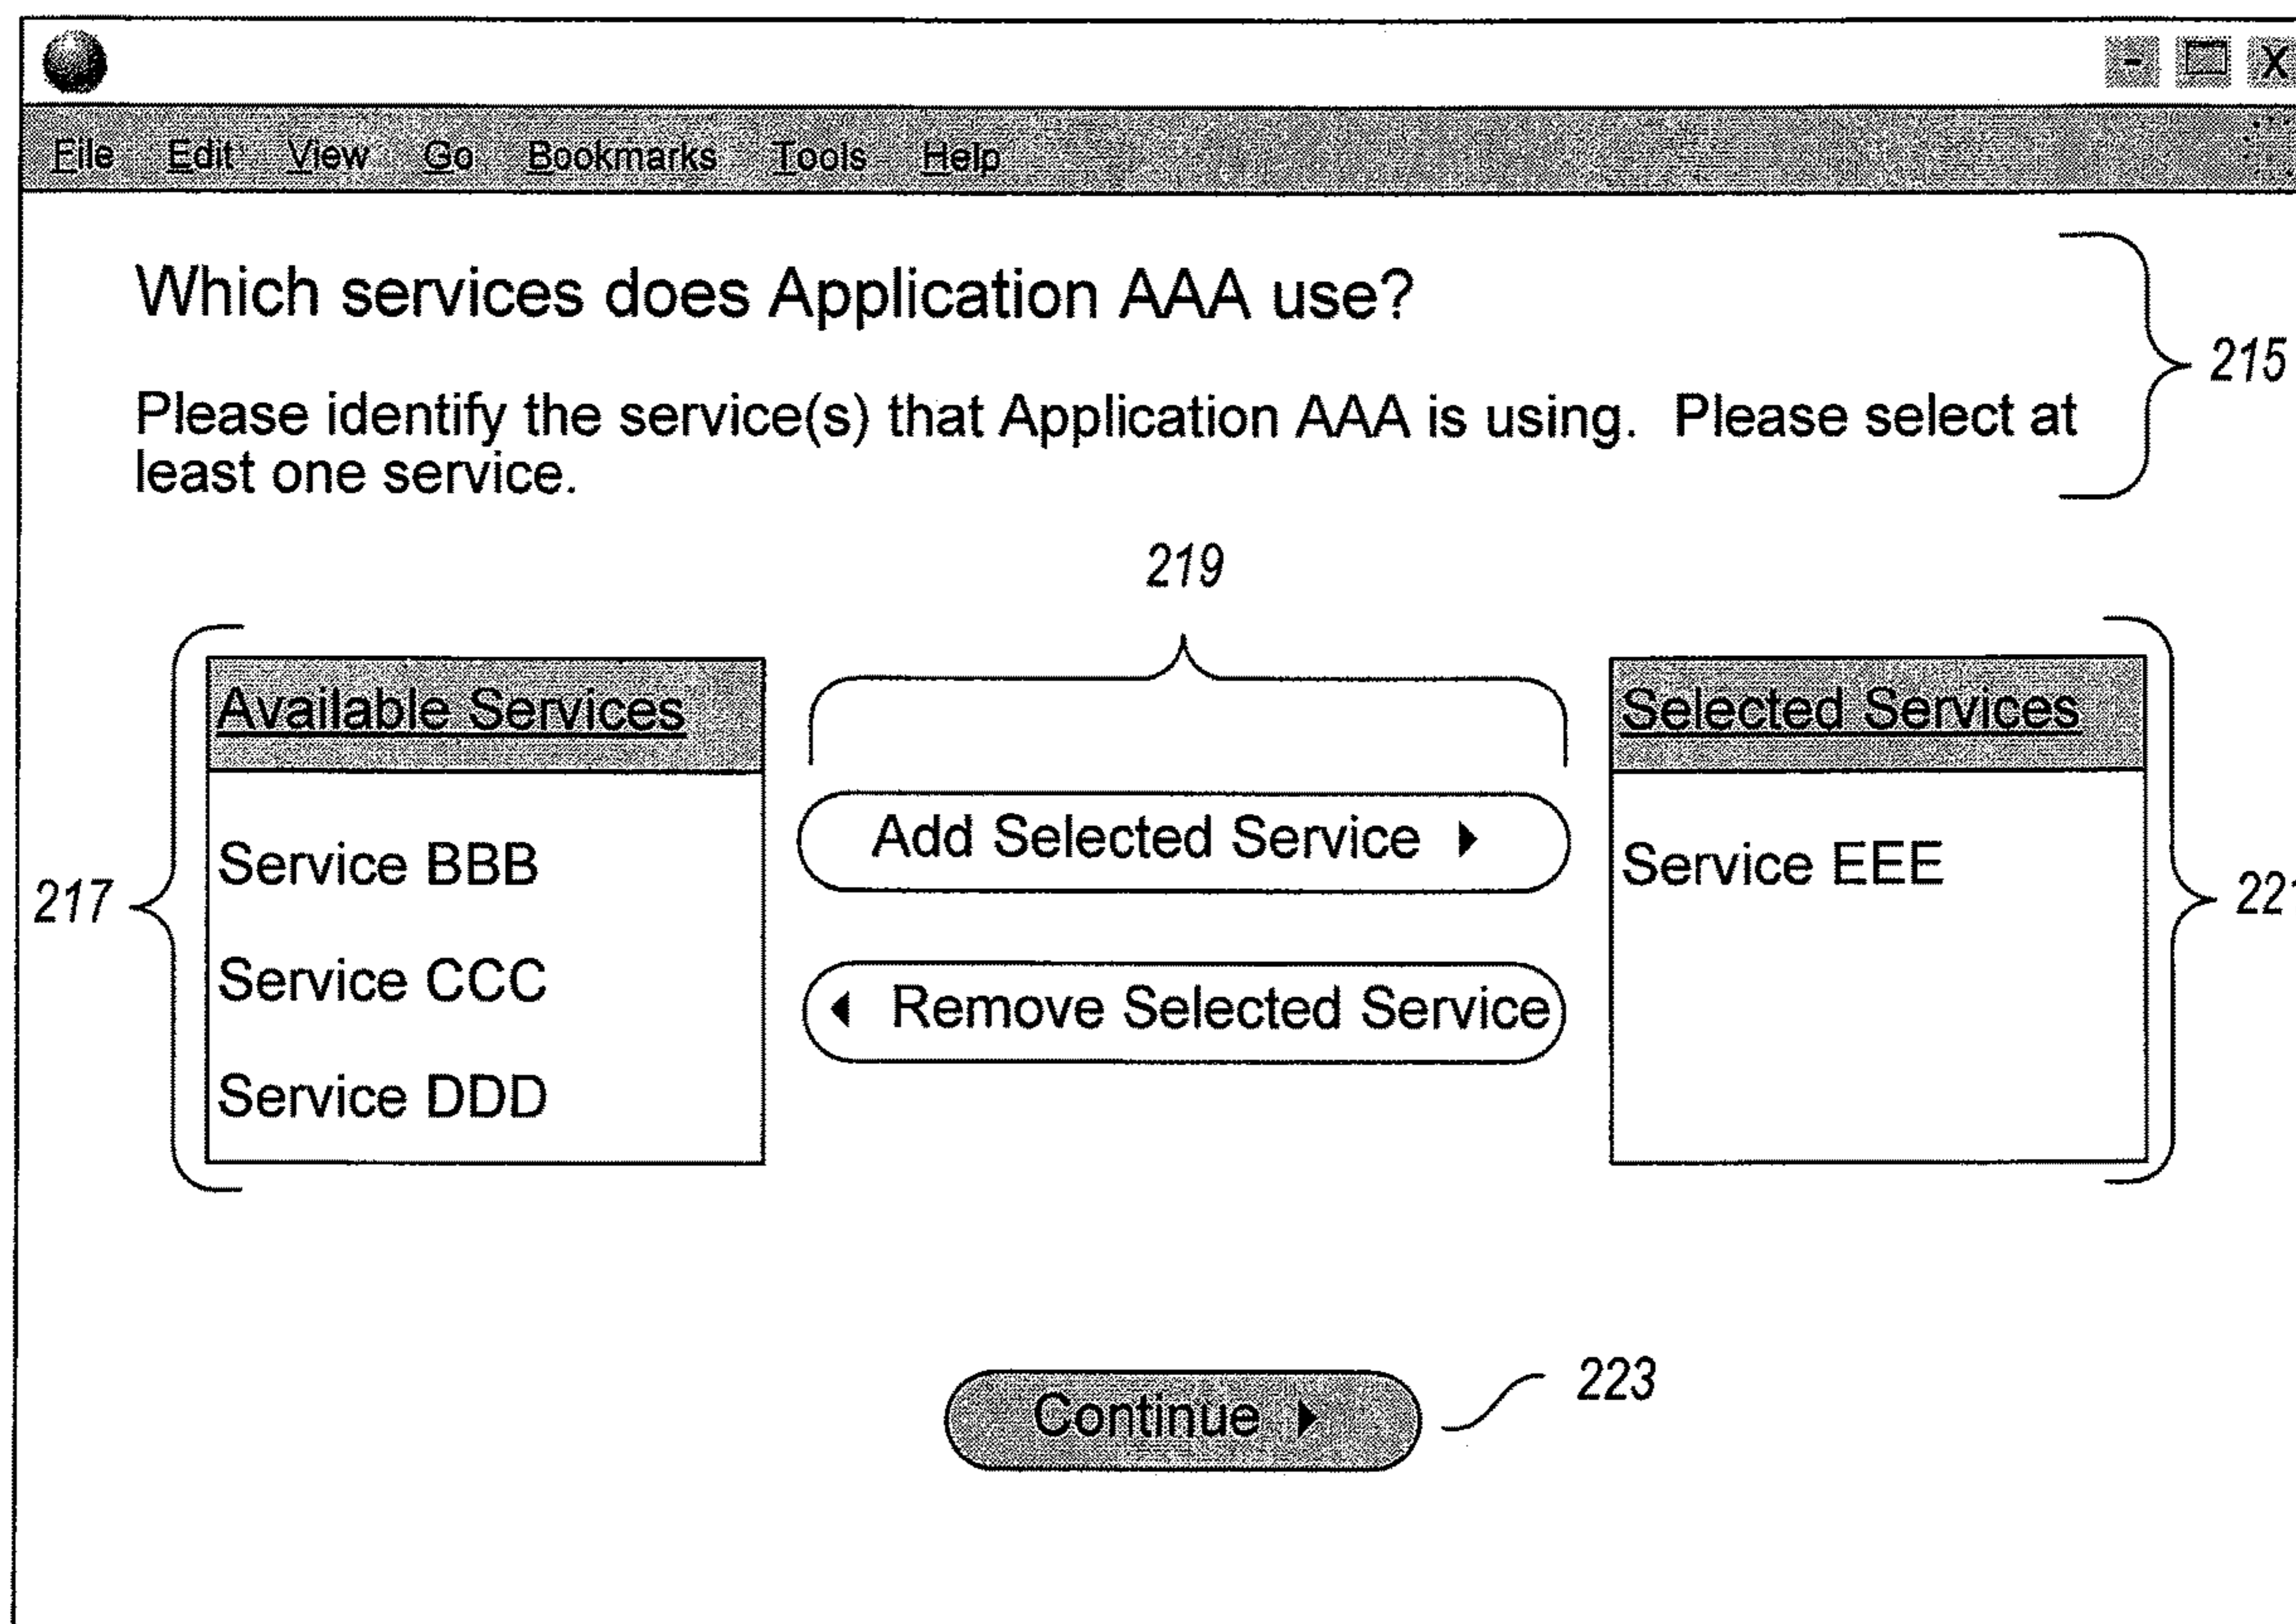 - X
File Edit View Go Bookmarks Tools Help
Which services does Application AAA use?
215
Please identify the service(s) that Application AAA is using. Please select at
least one service.
219
Available Services
Selected Services
Add Selected Service
Service BBB
Service EEE
217
Service CCC
Remove Selected Service
Service DDD
223
Continue